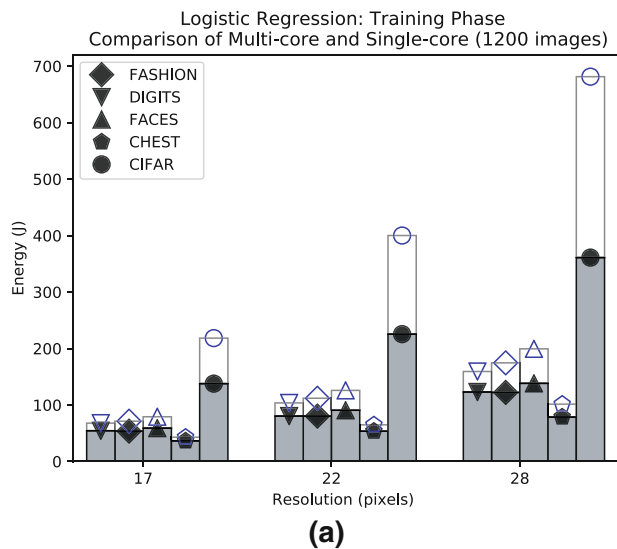 Logistic Regression: Training Phase
Comparison of Multi-core and Single-core (1200 images)
700
600
500
400
300
200
100
0
Energy (J)
FASHION
DIGITS
FACES
CHEST
CIFAR
17
22
28
Resolution (pixels)
(a)